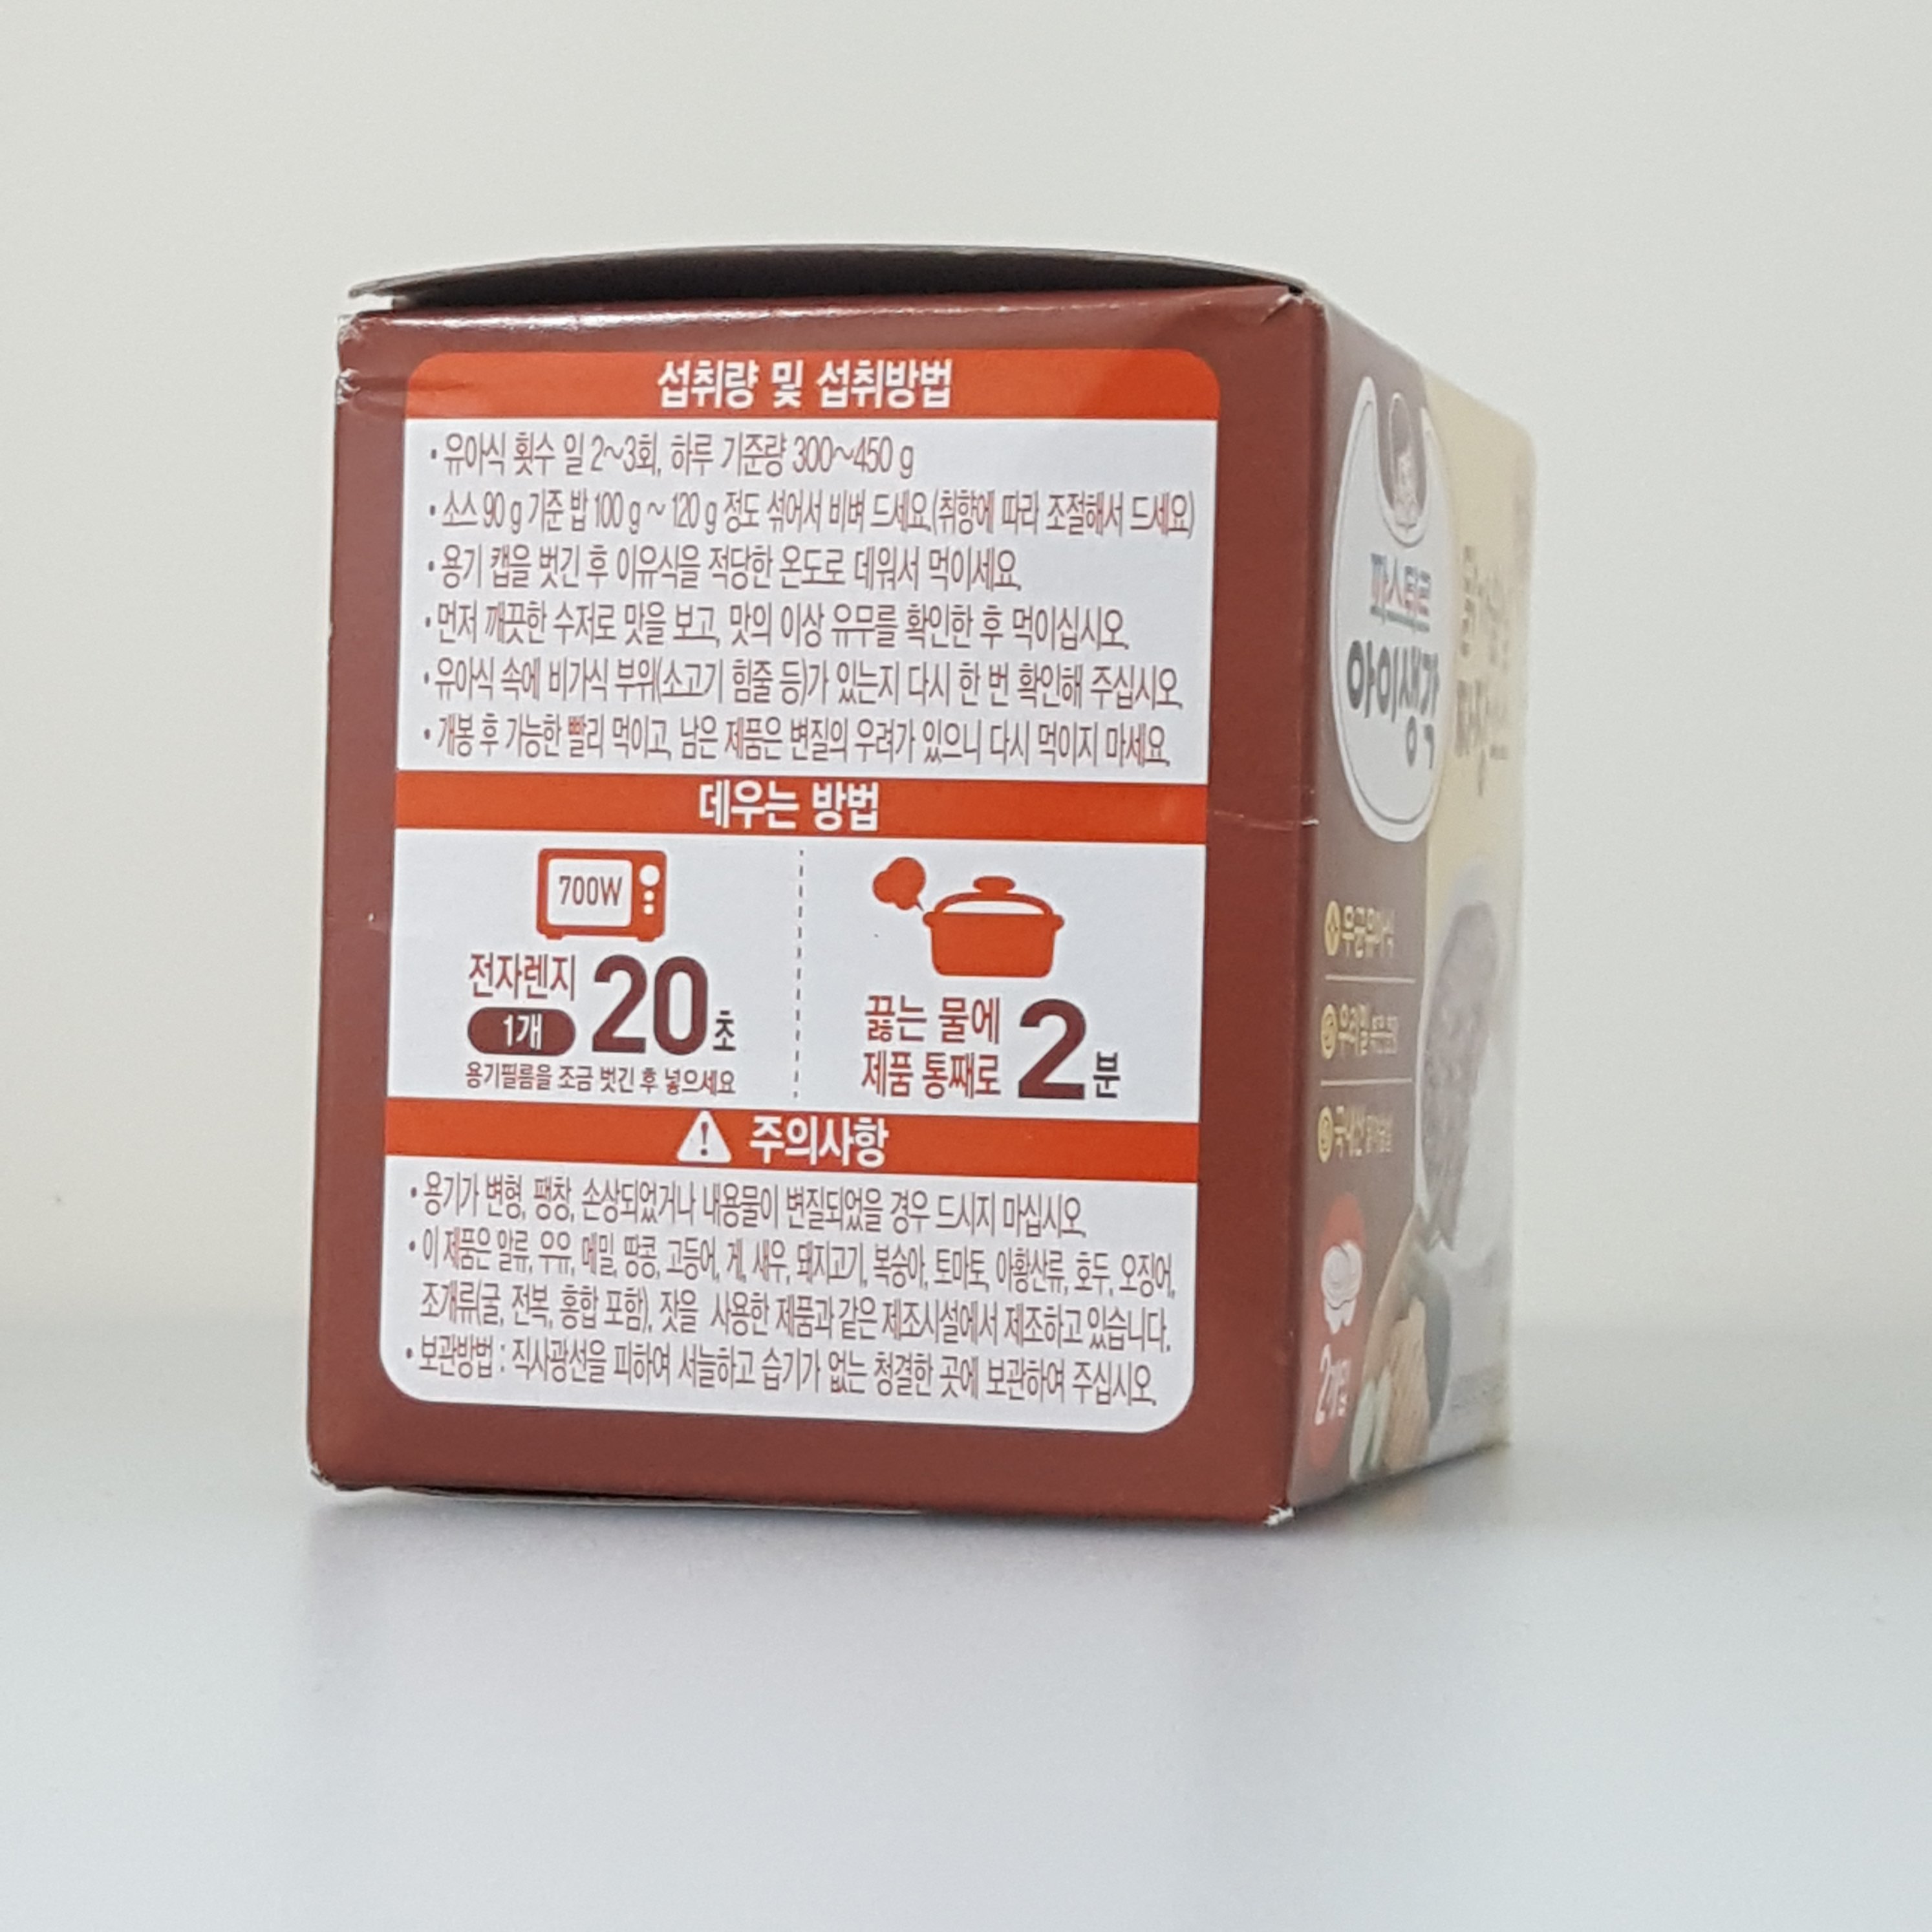 섭취량 및 섭취방법
• 유아식 횟수 일 2~3회, 하루 기준량 300~450 g
• 소스 90 g 기준 밥 100 g ~ 120 g 정도 섞어서 비벼 드세요.(취향에 따라 조절해서 드세요)
• 용기 캡을 벗긴 후 이유식을 적당한 온도로 데워서 먹이세요.
• 먼저 깨끗한 수저로 맛을 보고, 맛의 이상 유무를 확인한 후 먹이십시오.
• 유아식 속에 비가식 부위(소고기 힘줄 등)가 있는지 다시 한 번 확인해 주십시오.
• 개봉 후 가능한 빨리 먹이고, 남은 제품은 변질의 우려가 있으니 다시 먹이지 마세요.
데우는 방법
700W
전자렌지
1개
20초
용기필름을 조금 벗긴 후 넣으세요
끓는 물에
제품 통째로
2분
주의사항
• 용기가 변형, 팽창, 손상되었거나 내용물이 변질되었을 경우 드시지 마십시오.
• 이 제품은 알류, 우유, 메밀, 땅콩, 고등어, 게, 새우, 돼지고기, 복숭아, 토마토, 아황산류, 호두, 오징어,
조개류(굴, 전복, 홍합 포함), 잣을 사용한 제품과 같은 제조시설에서 제조하고 있습니다.
• 보관방법 : 직사광선을 피하여 서늘하고 습기가 없는 청결한 곳에 보관하여 주십시오.
파스퇴르
아이생각
무균유아식
우리밀
국내산
2개입